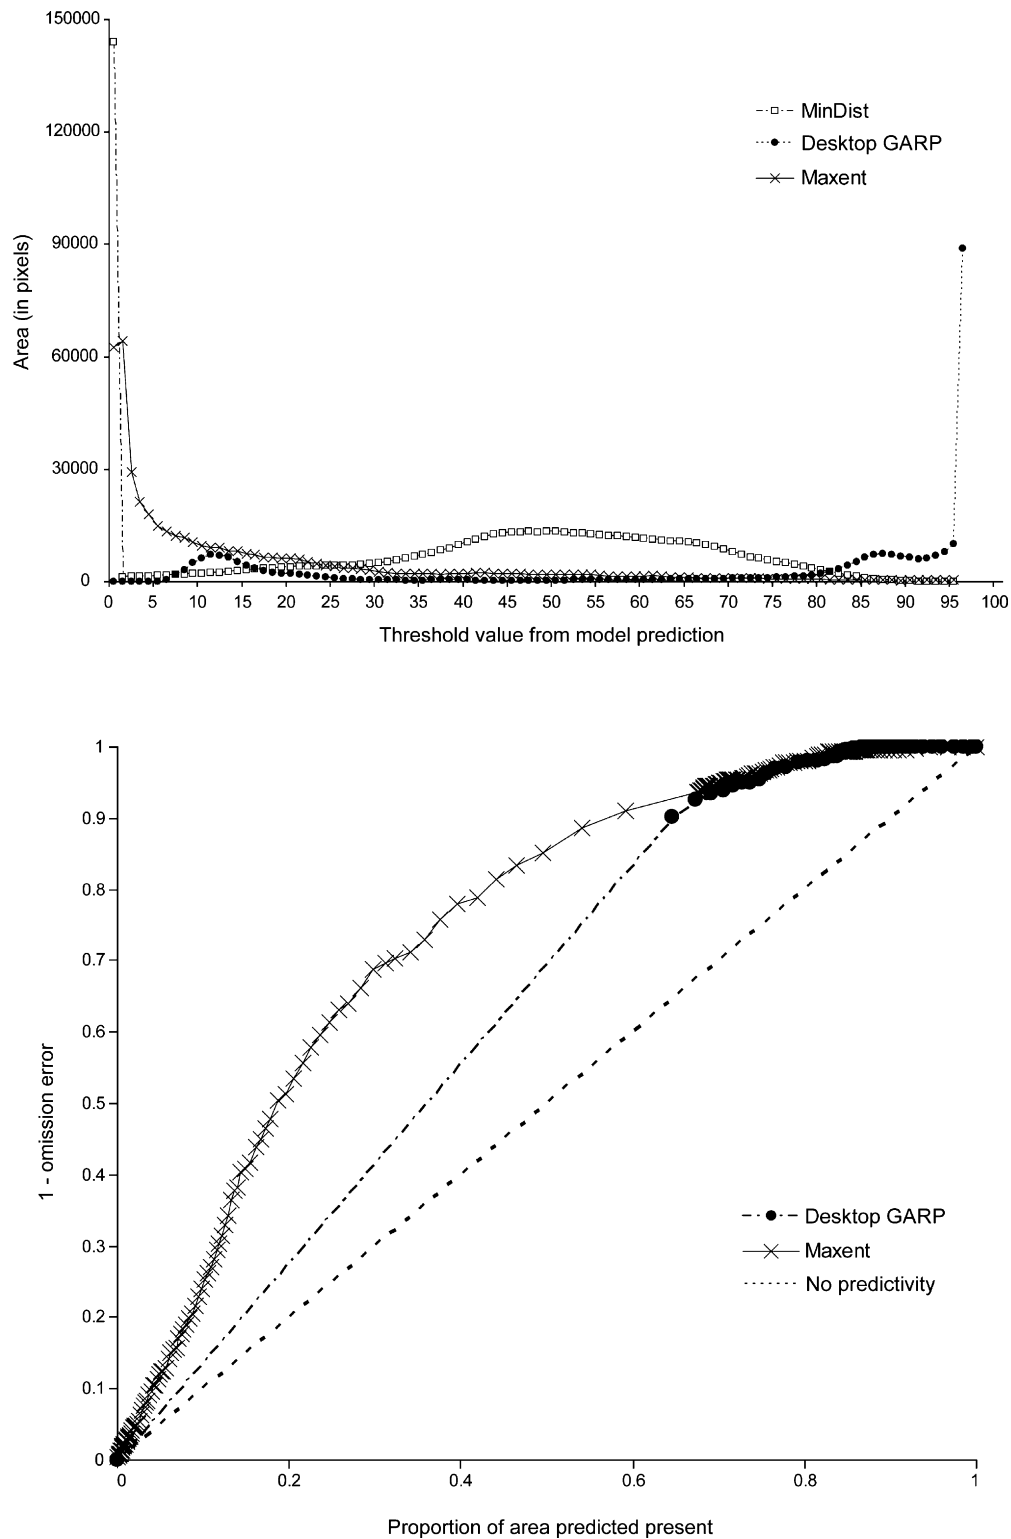 150000
120000
90000
60000
30000
0
Area (in pixels)
MinDist
Desktop GARP
Maxent
0 5 10 15 20 25 30 35 40 45 50 55 60 65 70 75 80 85 90 95 100
Threshold value from model prediction
1
0.9
0.8
0.7
0.6
0.5
0.4
0.3
0.2
0.1
0
1 - omission error
Desktop GARP
Maxent
No predictivity
0 0.2 0.4 0.6 0.8 1
Proportion of area predicted present